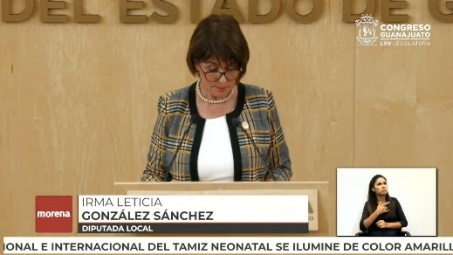 DEL ESTADO DE G
CONGRESO
GUANAJUATO
LXV LEGISLATURA
morena
IRMA LETICIA
GONZÁLEZ SÁNCHEZ
DIPUTADA LOCAL
IONAL E INTERNACIONAL DEL TAMIZ NEONATAL SE ILUMINE DE COLOR AMARILL